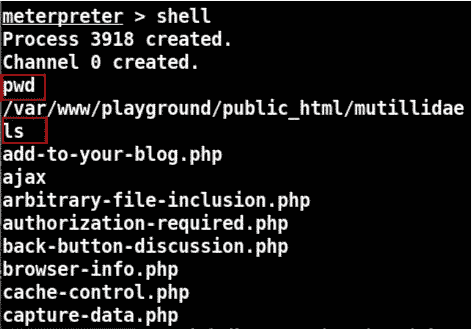 meterpreter > shell
Process 3918 created.
Channel 0 created.
pwd
/var/www/playground/public_html/mutillidae
ls
add-to-your-blog.php
ajax
arbitrary-file-inclusion.php
authorization-required.php
back-button-discussion.php
browser-info.php
cache-control.php
capture-data.php